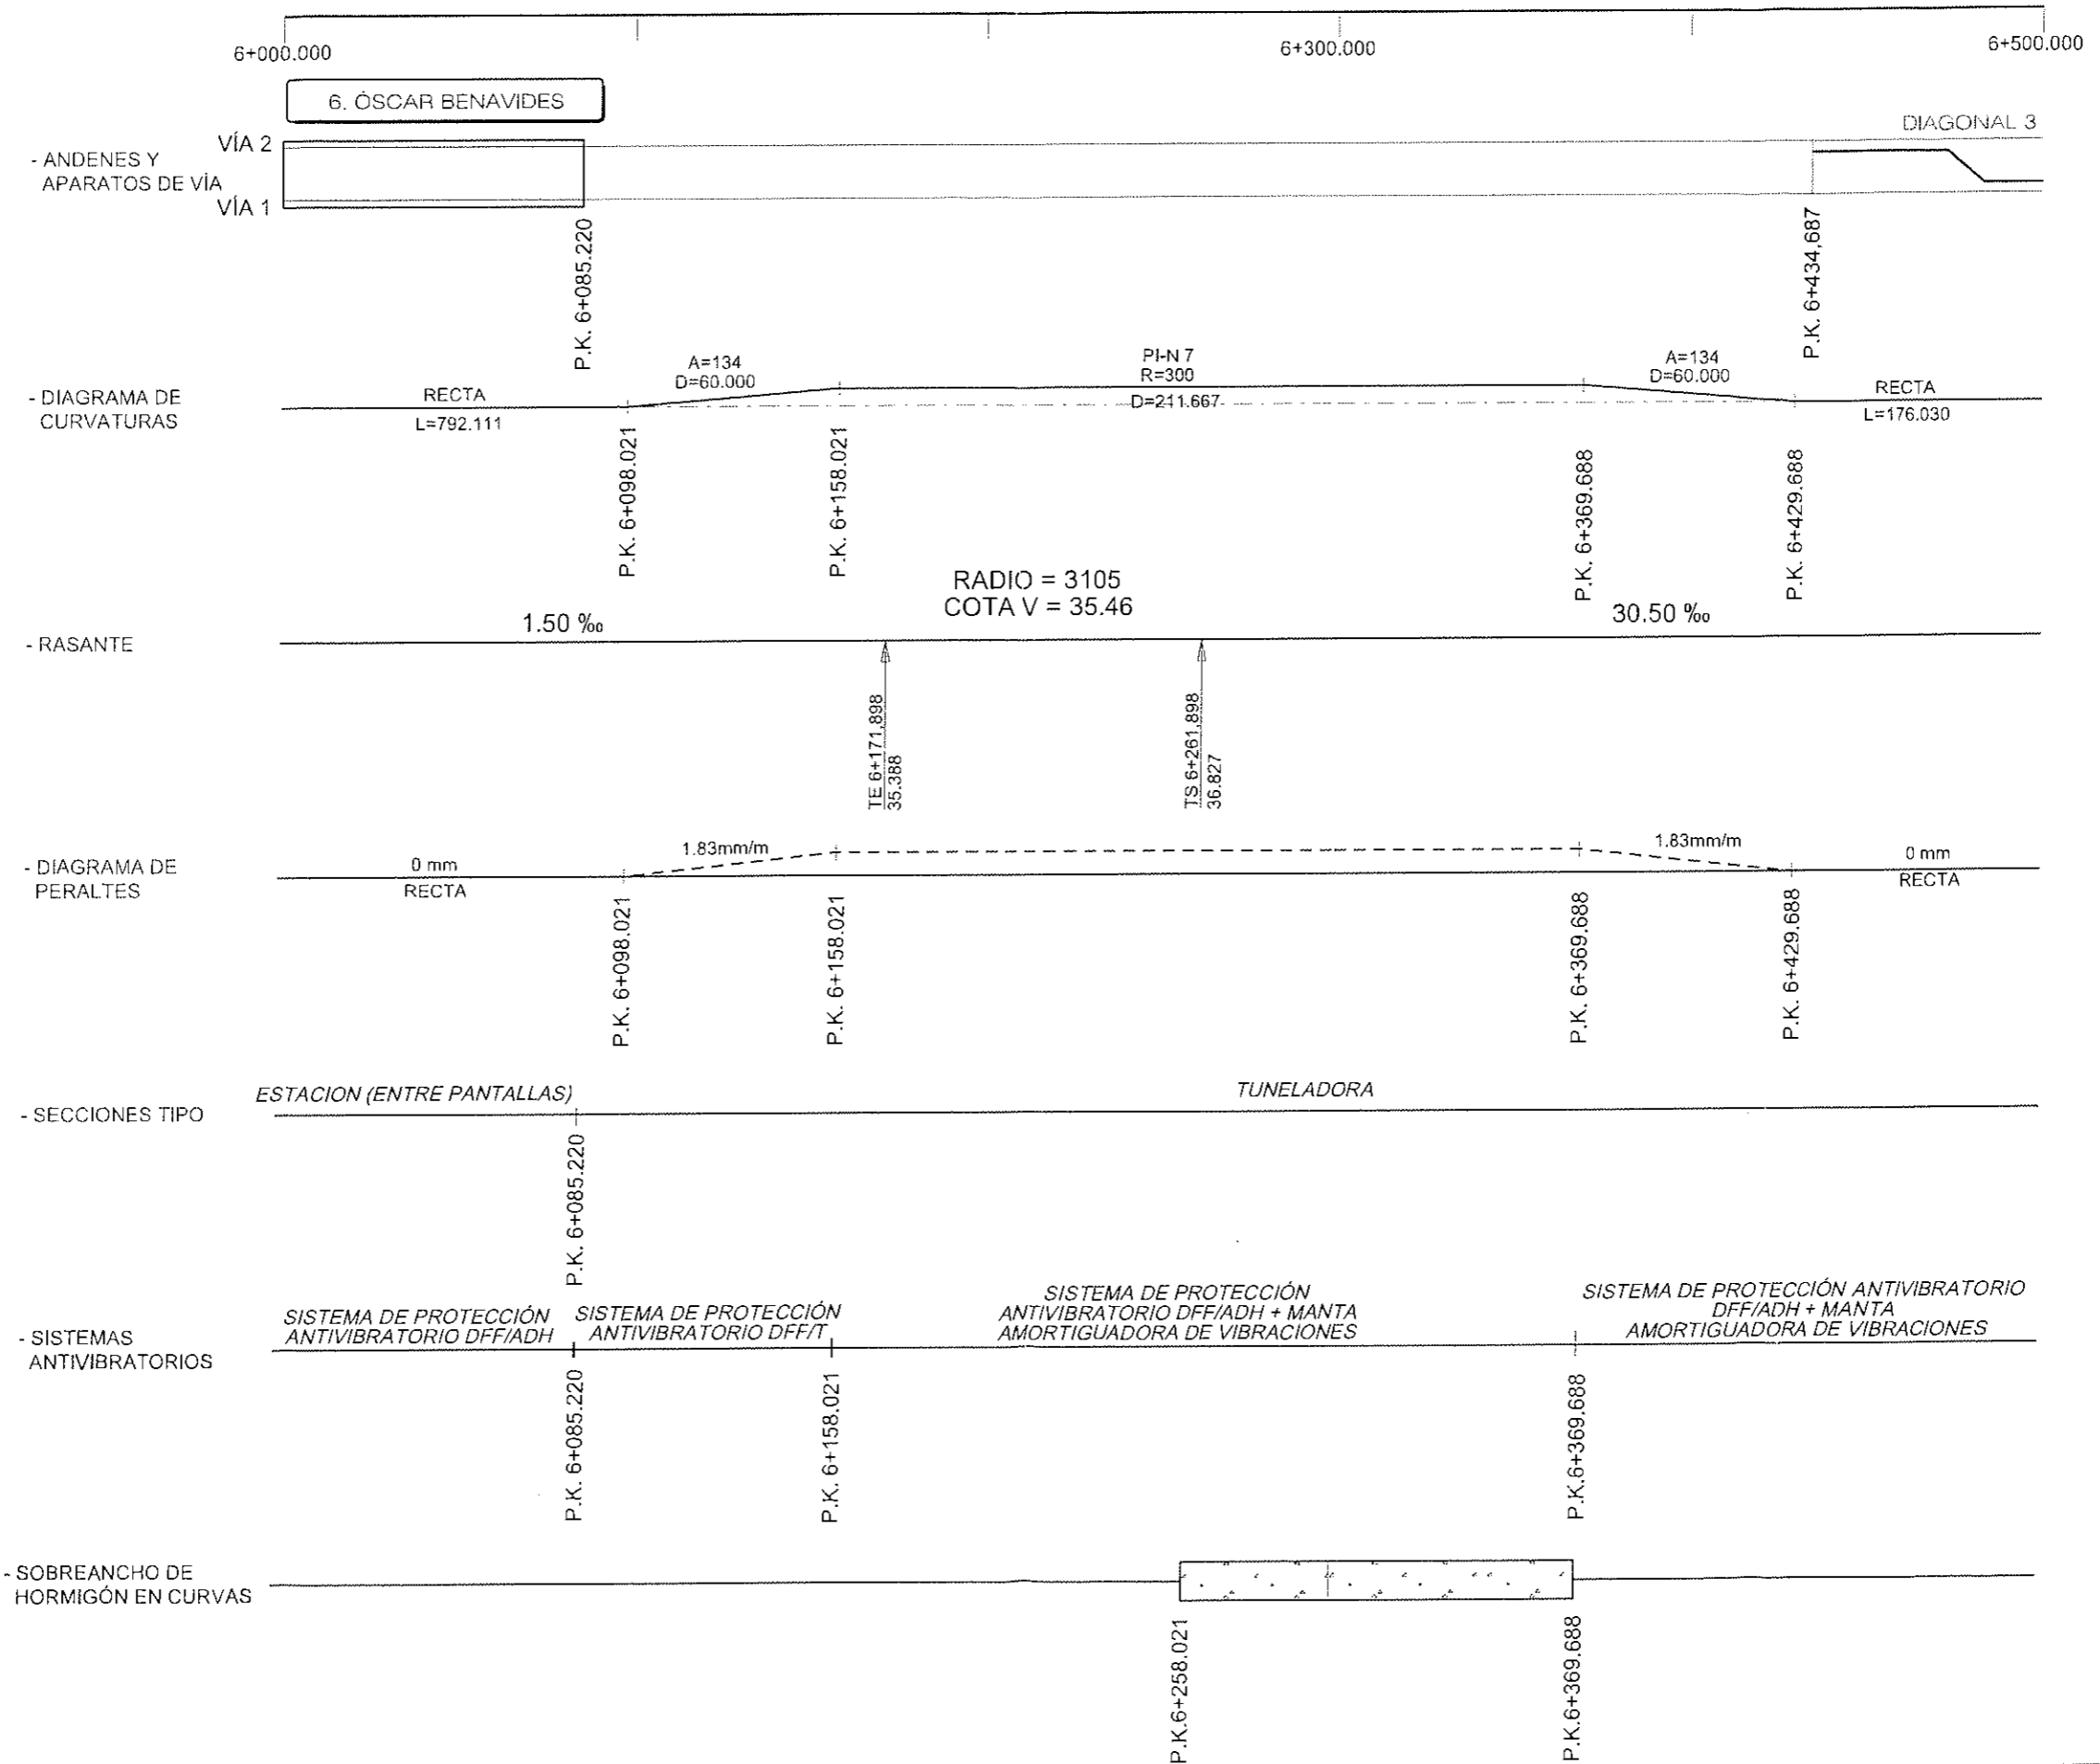 6+000.000
6+300.000
6+500.000
6. ÓSCAR BENAVIDES
DIAGONAL 3
- ANDENES Y
APARATOS DE VÍA
VÍA 2
VÍA 1
P.K. 6+085.220
P.K. 6+434,687
- DIAGRAMA DE
CURVATURAS
RECTA
L=792.111
A=134
D=60.000
PI-N 7
R=300
D=211.667
A=134
D=60.000
RECTA
L=176.030
P.K. 6+098.021
P.K. 6+158.021
P.K. 6+369.688
P.K. 6+429.688
- RASANTE
1.50 ‰
RADIO = 3105
COTA V = 35.46
30.50 ‰
TE 6+171,898
35.388
TS 6+261.898
36.827
- DIAGRAMA DE
PERALTES
0 mm
RECTA
1.83mm/m
1.83mm/m
0 mm
RECTA
P.K. 6+098.021
P.K. 6+158.021
P.K. 6+369.688
P.K. 6+429.688
- SECCIONES TIPO
ESTACION (ENTRE PANTALLAS)
TUNELADORA
P.K. 6+085.220
- SISTEMAS
ANTIVIBRATORIOS
SISTEMA DE PROTECCIÓN
ANTIVIBRATORIO DFF/ADH
SISTEMA DE PROTECCIÓN
ANTIVIBRATORIO DFF/T
SISTEMA DE PROTECCIÓN
ANTIVIBRATORIO DFF/ADH + MANTA
AMORTIGUADORA DE VIBRACIONES
SISTEMA DE PROTECCIÓN ANTIVIBRATORIO
DFF/ADH + MANTA
AMORTIGUADORA DE VIBRACIONES
P.K. 6+085.220
P.K. 6+158.021
P.K.6+369.688
- SOBREANCHO DE
HORMIGÓN EN CURVAS
P.K.6+258.021
P.K.6+369.688